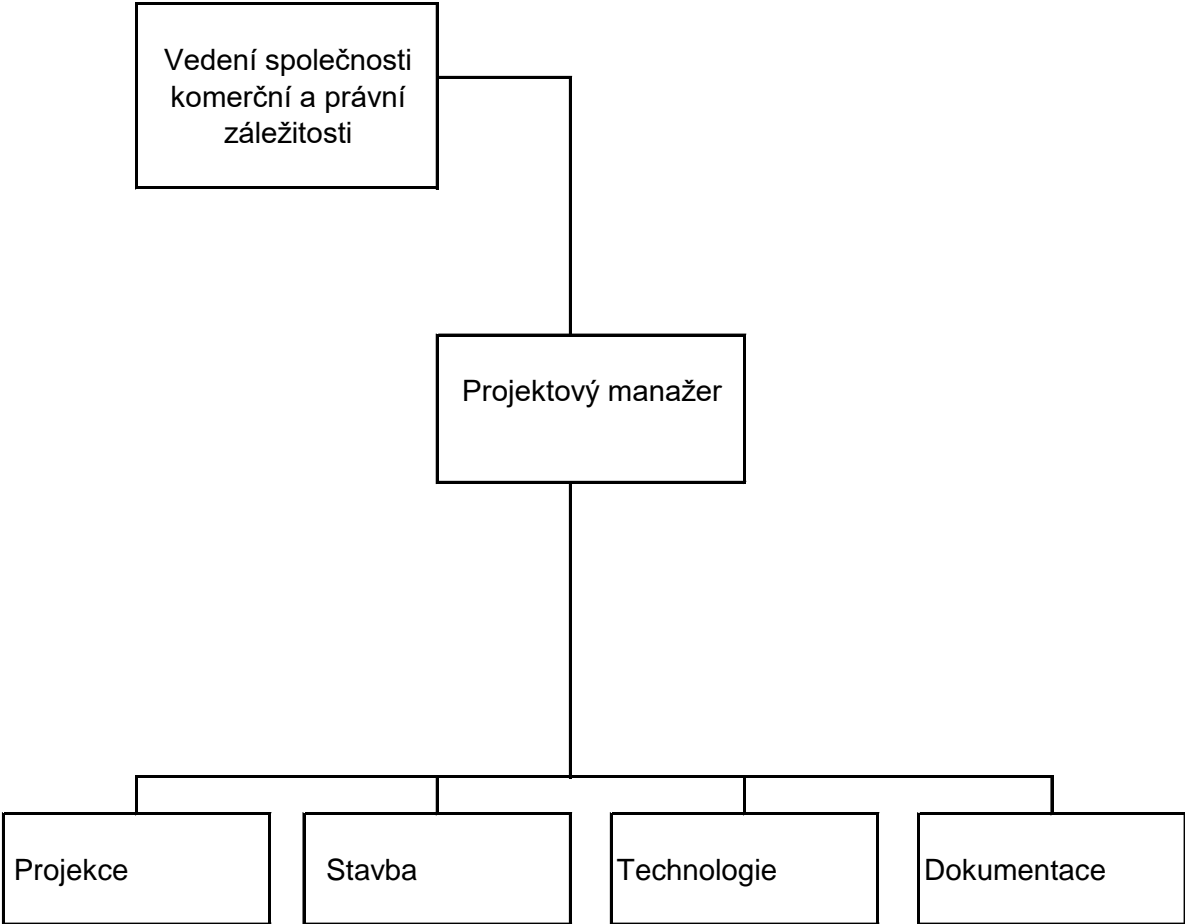 Vedení společnosti
komerční a právní
záležitosti
Projektový manažer
Projekce
Stavba
Technologie
Dokumentace